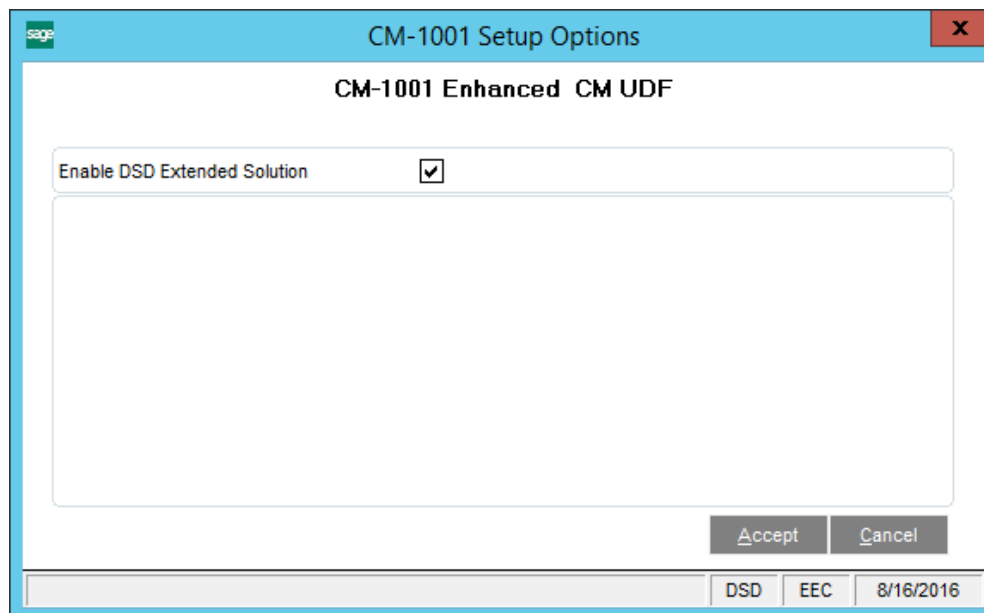 sage
CM-1001 Setup Options
x
CM-1001 Enhanced CM UDF
Enable DSD Extended Solution
Accept
Cancel
DSD
EEC
8/16/2016